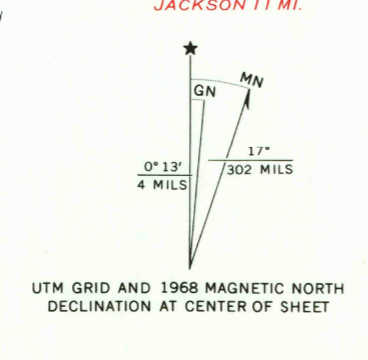 JACKSON 11 MI.
MN
GN
0° 13′
4 MILS
17°
302 MILS
UTM GRID AND 1968 MAGNETIC NORTH
DECLINATION AT CENTER OF SHEET